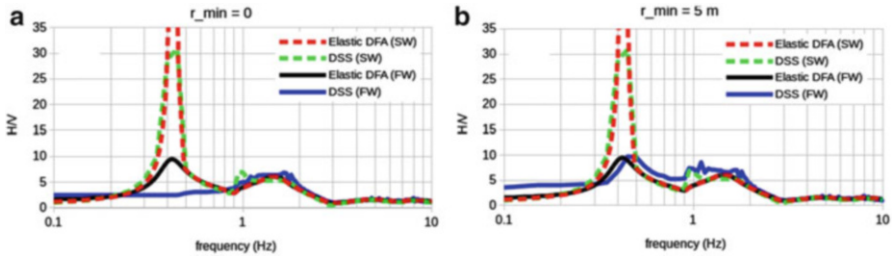 a
r_min = 0
35
30
25
20
15
10
5
0
H/V
Elastic DFA (SW)
DSS (SW)
Elastic DFA (FW)
DSS (FW)
0.1
1
10
frequency (Hz)
b
r_min = 5 m
35
30
25
20
15
10
5
0
H/V
Elastic DFA (SW)
DSS (SW)
Elastic DFA (FW)
DSS (FW)
0.1
1
10
frequency (Hz)